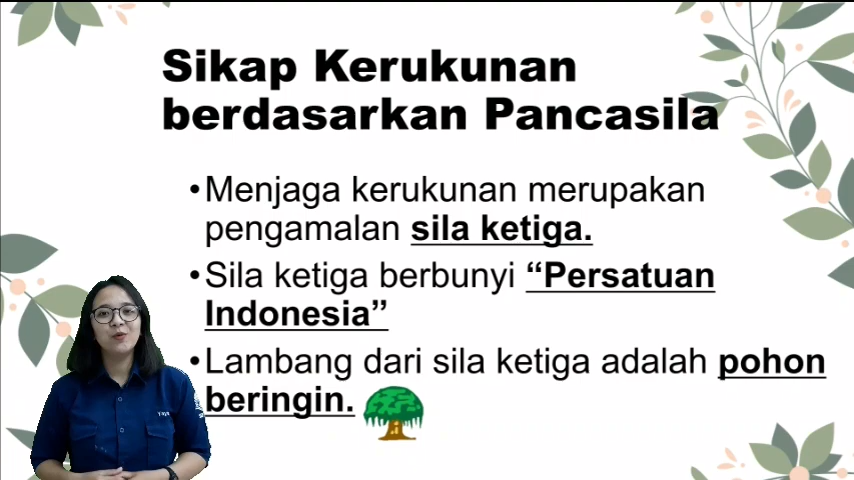 Sikap Kerukunan
berdasarkan Pancasila
•Menjaga kerukunan merupakan
pengamalan sila ketiga.
•Sila ketiga berbunyi “Persatuan
Indonesia”
•Lambang dari sila ketiga adalah pohon
beringin.